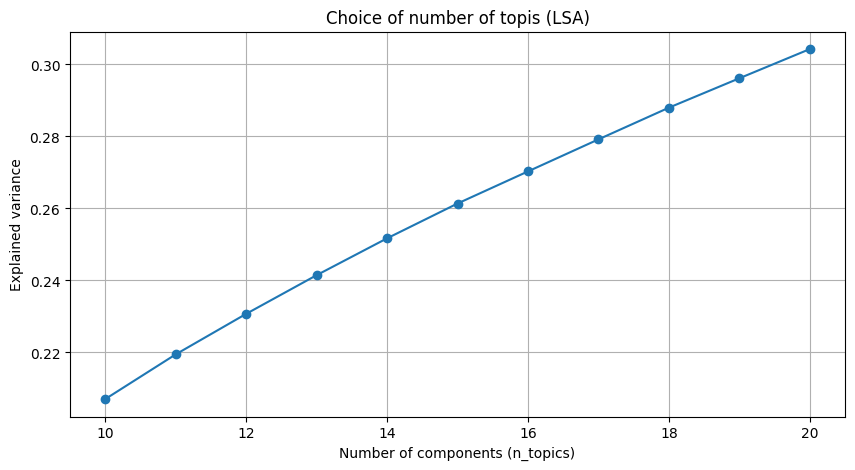 Choice of number of topis (LSA)
Explained variance
0.30
0.28
0.26
0.24
0.22
10 12 14 16 18 20
Number of components (n_topics)